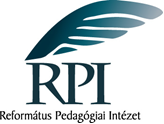 RPI
Református Pedagógiai Intézet